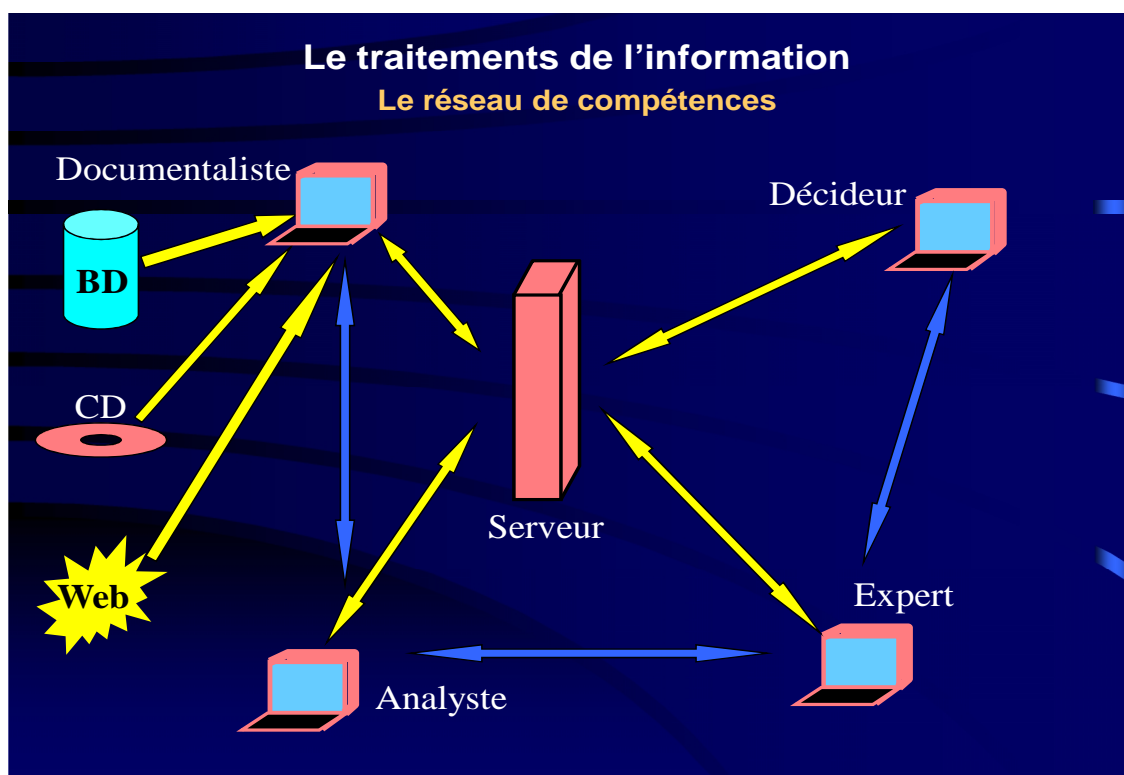 Le traitements de l'information
Le réseau de compétences
Documentaliste
Décideur
BD
CD
Serveur
Web
Expert
Analyste